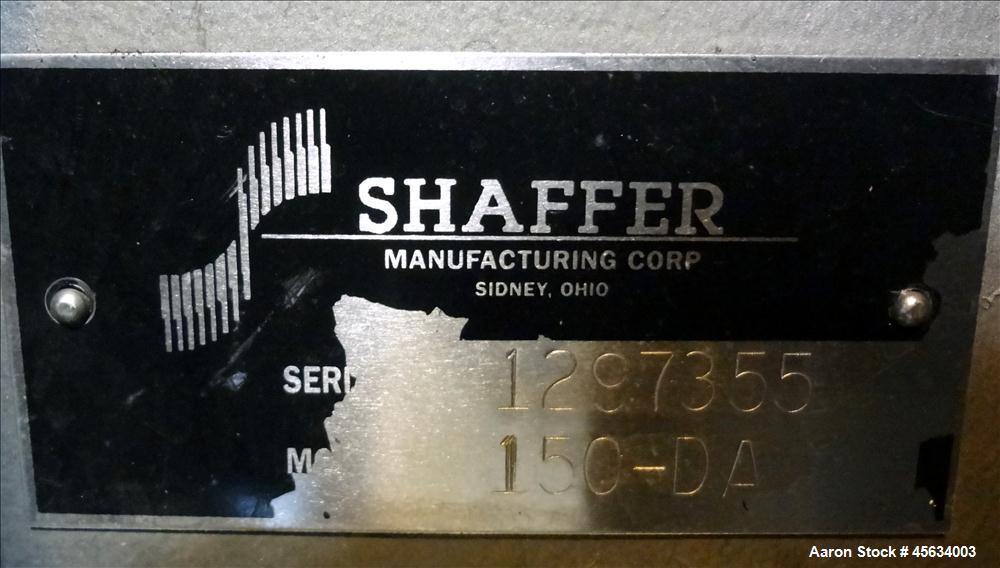 SHAFFER
MANUFACTURING CORP
SIDNEY, OHIO
SERI 1297355
MO 150-DA
Aaron Stock # 45634003